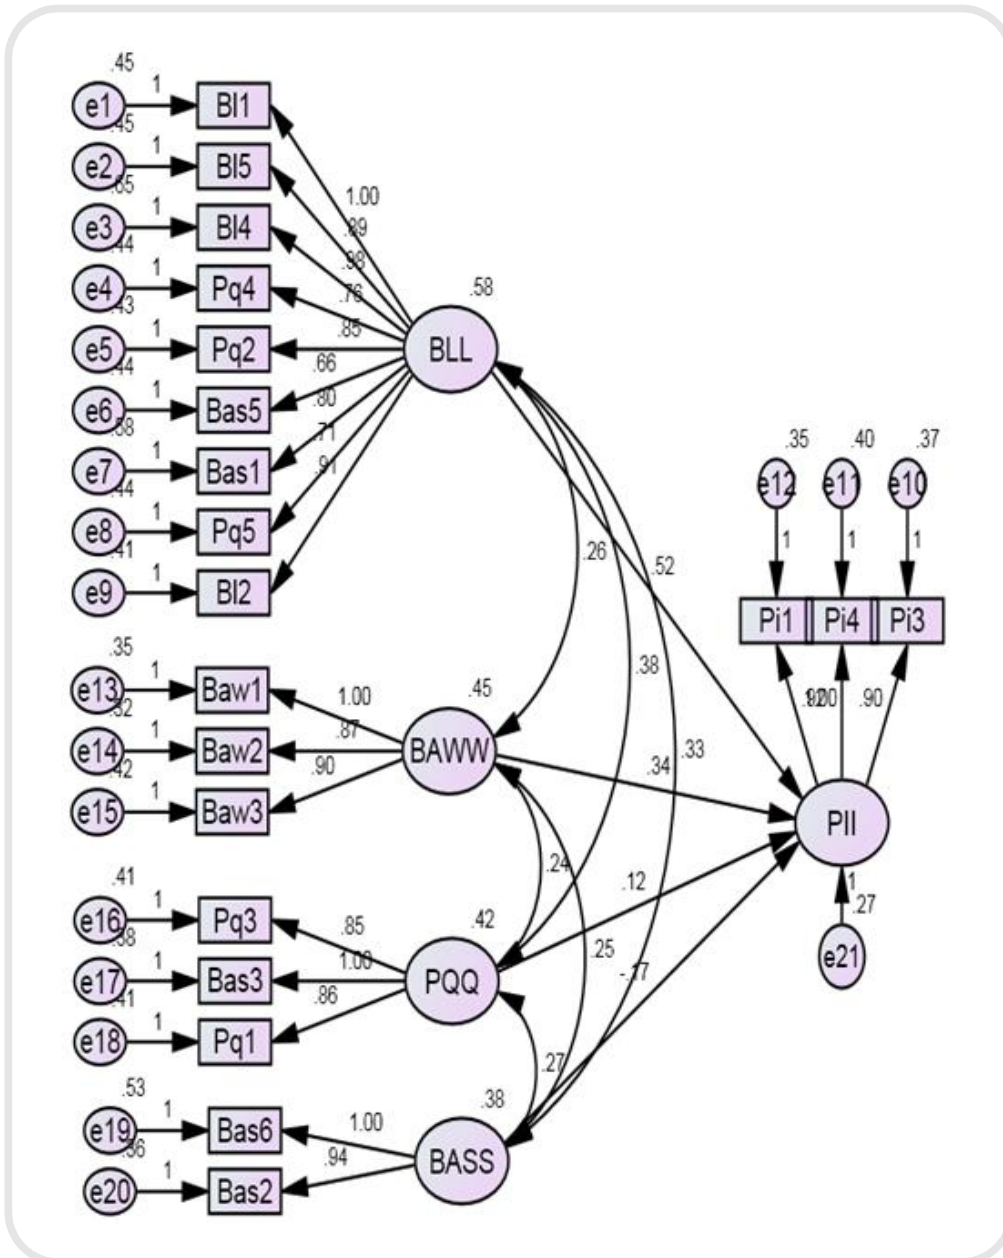 .45
e1 1 Bl1
.45
e2 1 Bl5
.65
e3 1 Bl4
.44
e4 1 Pq4
.43
e5 1 Pq2
.44
e6 1 Bas5
.58
e7 1 Bas1
.44
e8 1 Pq5
.41
e9 1 Bl2
1.00
.89
.98
.76
.85
.66
.80
.71
.91
.58
BLL
.26
.52
.38
.33
.35 .40 .37
e12 e11 e10
1 1 1
Pi1 Pi4 Pi3
1.00 .90
.35
e13 1 Baw1
e14 1 Baw2
.42
e15 1 Baw3
1.00
.87
.90
.45
BAWW
.34
PII
1
.27
e21
.24
.12
.25
-.17
.27
.41
e16 1 Pq3
e17 1 Bas3
.41
e18 1 Pq1
.85
1.00
.86
.42
PQQ
.53
e19 1 Bas6
e20 1 Bas2
1.00
.94
.38
BASS